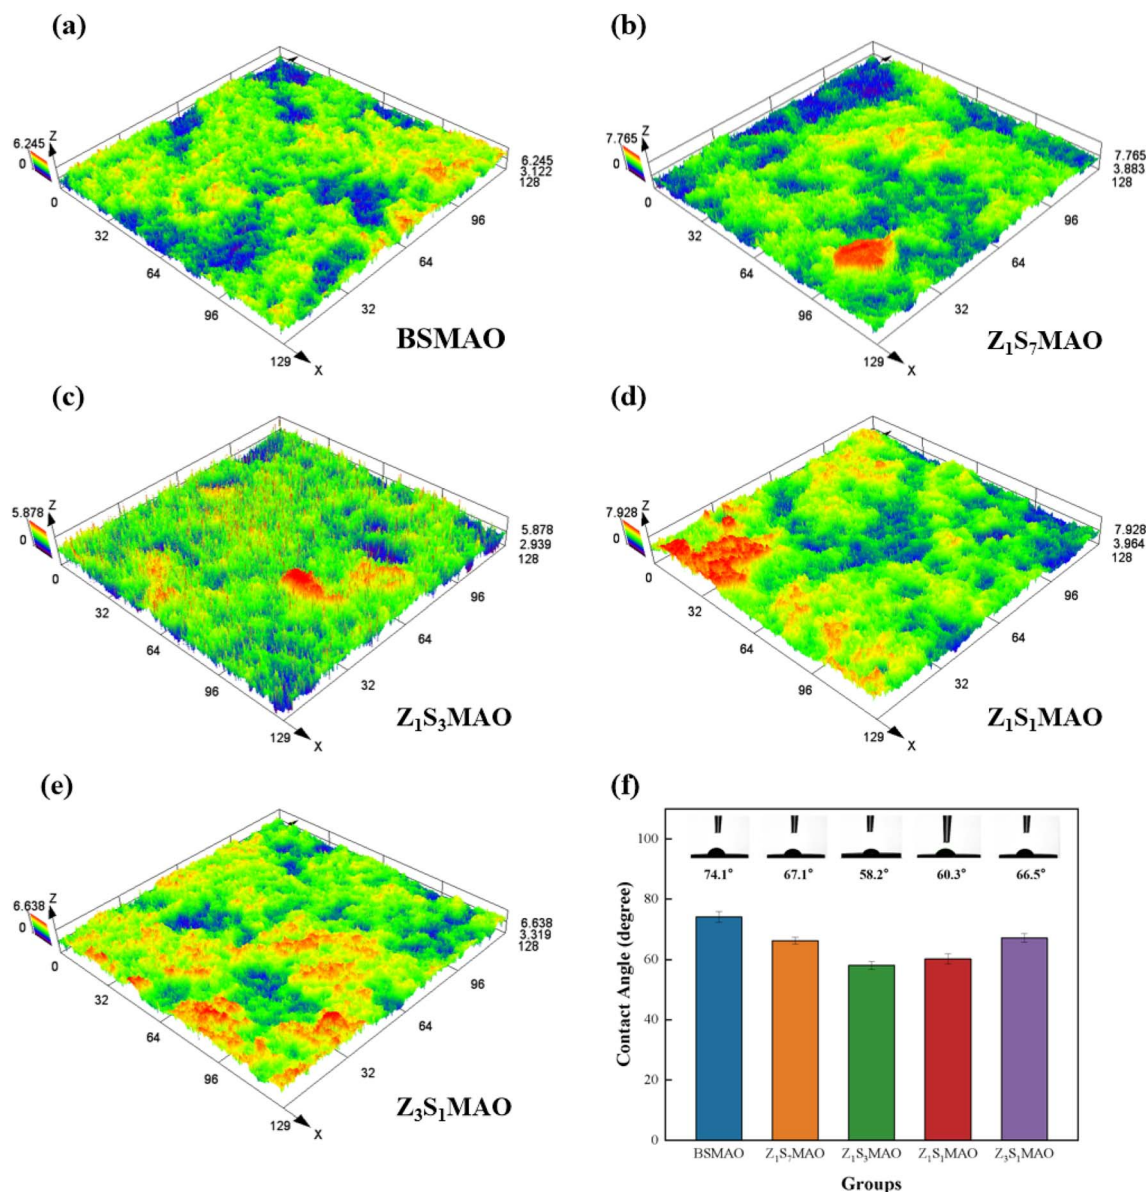 (a)
Z
6.245
0
0
32
64
96
129
X
32
64
96
6.245
3.122
128
BSMAO
(b)
Z
7.765
0
0
32
64
96
129
X
32
64
96
7.765
3.883
128
Z₁S₇MAO
(c)
Z
5.878
0
0
32
64
96
129
X
32
64
96
5.878
2.939
128
Z₁S₃MAO
(d)
Z
7.928
0
0
32
64
96
129
X
32
64
96
7.928
3.964
128
Z₁S₁MAO
(e)
Z
6.638
0
0
32
64
96
129
X
32
64
96
6.638
3.319
128
Z₃S₁MAO
(f)
74.1° 67.1° 58.2° 60.3° 66.5°
100
80
60
40
20
0
Contact Angle (degree)
BSMAO Z₁S₇MAO Z₁S₃MAO Z₁S₁MAO Z₃S₁MAO
Groups